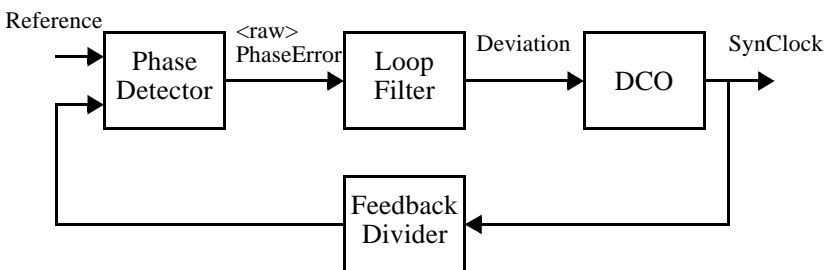 Reference
<raw>
PhaseError
Phase
Detector
Loop
Filter
Deviation
DCO
SynClock
Feedback
Divider